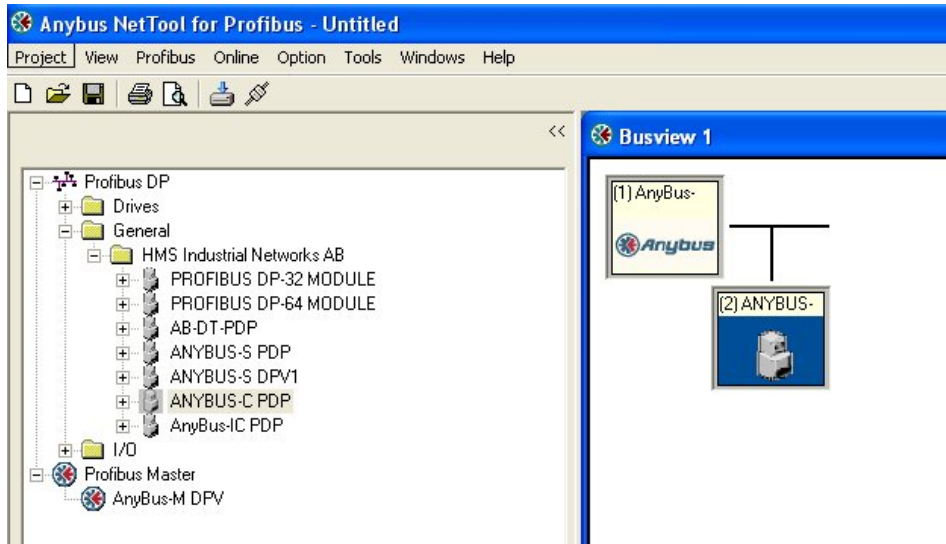 Anybus NetTool for Profibus - Untitled
Project View Profibus Online Option Tools Windows Help
<<
Profibus DP
Drives
General
HMS Industrial Networks AB
PROFIBUS DP-32 MODULE
PROFIBUS DP-64 MODULE
AB-DT-PDP
ANYBUS-S PDP
ANYBUS-S DPV1
ANYBUS-C PDP
AnyBus-IC PDP
I/O
Profibus Master
AnyBus-M DPV
Busview 1
(1) AnyBus-
Anybus
(2) ANYBUS-